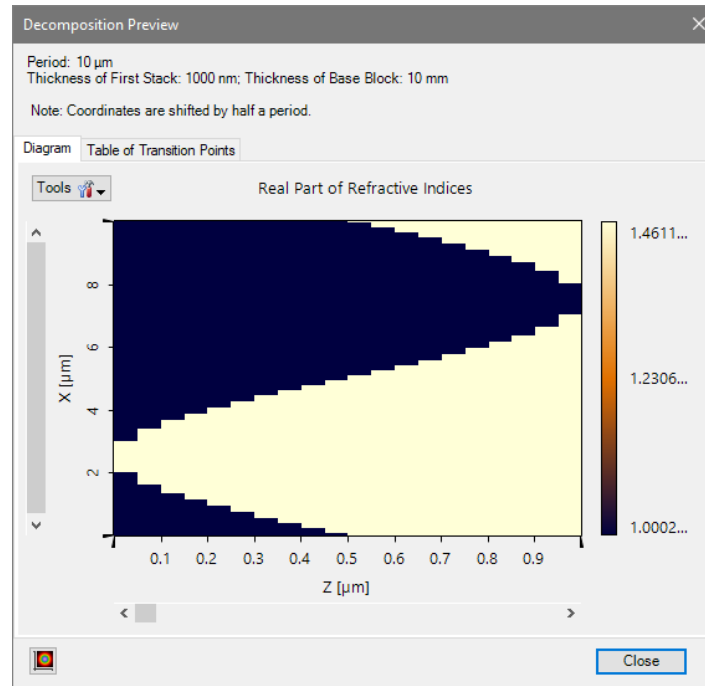 Decomposition Preview
Period: 10 µm
Thickness of First Stack: 1000 nm; Thickness of Base Block: 10 mm
Note: Coordinates are shifted by half a period.
Diagram
Table of Transition Points
Tools
Real Part of Refractive Indices
8
6
4
2
X [µm]
0.1 0.2 0.3 0.4 0.5 0.6 0.7 0.8 0.9
Z [µm]
1.4611...
1.2306...
1.0002...
Close